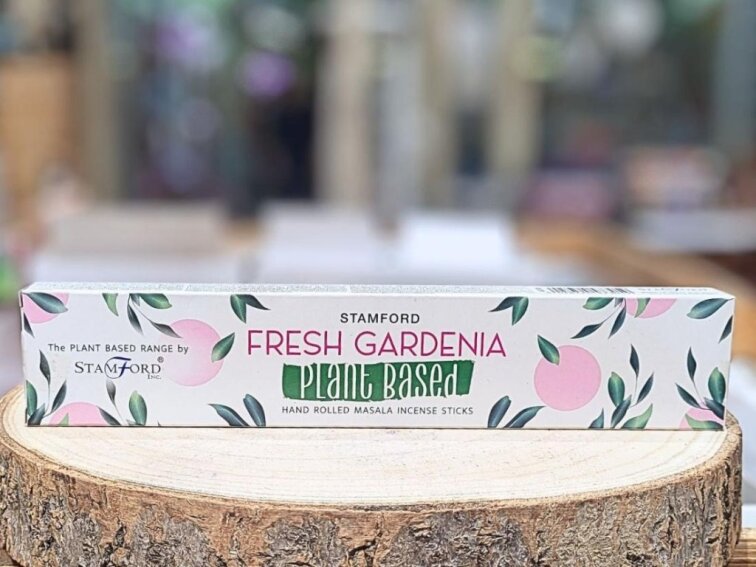 The PLANT BASED RANGE by
STAMFORD®
INC.
STAMFORD
FRESH GARDENIA
PLANT BASED
HAND ROLLED MASALA INCENSE STICKS